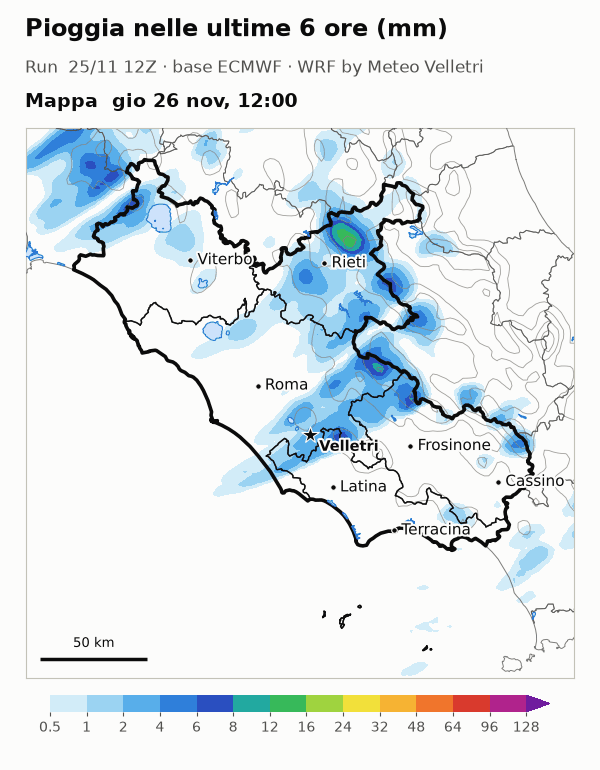 Pioggia nelle ultime 6 ore (mm)
Run 25/11 12Z · base ECMWF · WRF by Meteo Velletri
Mappa gio 26 nov, 12:00
Viterbo
Rieti
Roma
Velletri
Frosinone
Latina
Cassino
Terracina
50 km
0.5 1 2 4 6 8 12 16 24 32 48 64 96 128